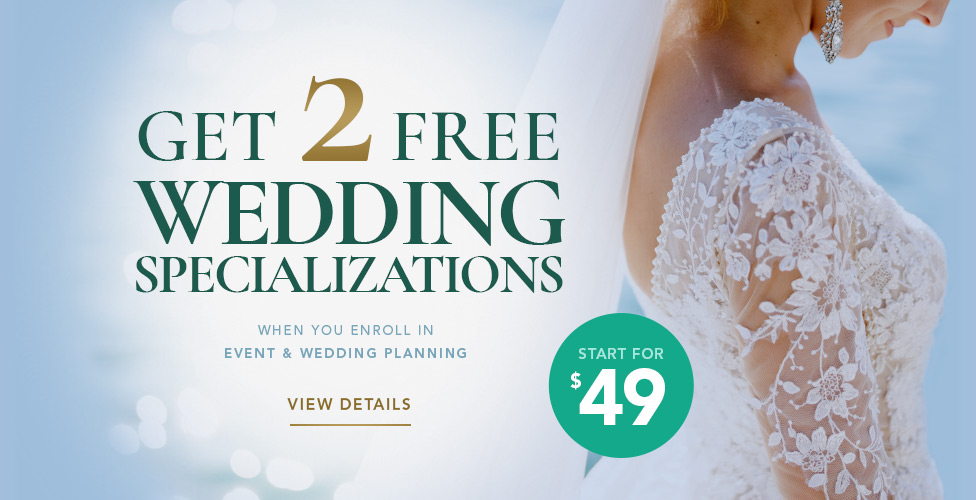 GET 2 FREE
WEDDING
SPECIALIZATIONS
WHEN YOU ENROLL IN
EVENT & WEDDING PLANNING
VIEW DETAILS
START FOR
$49